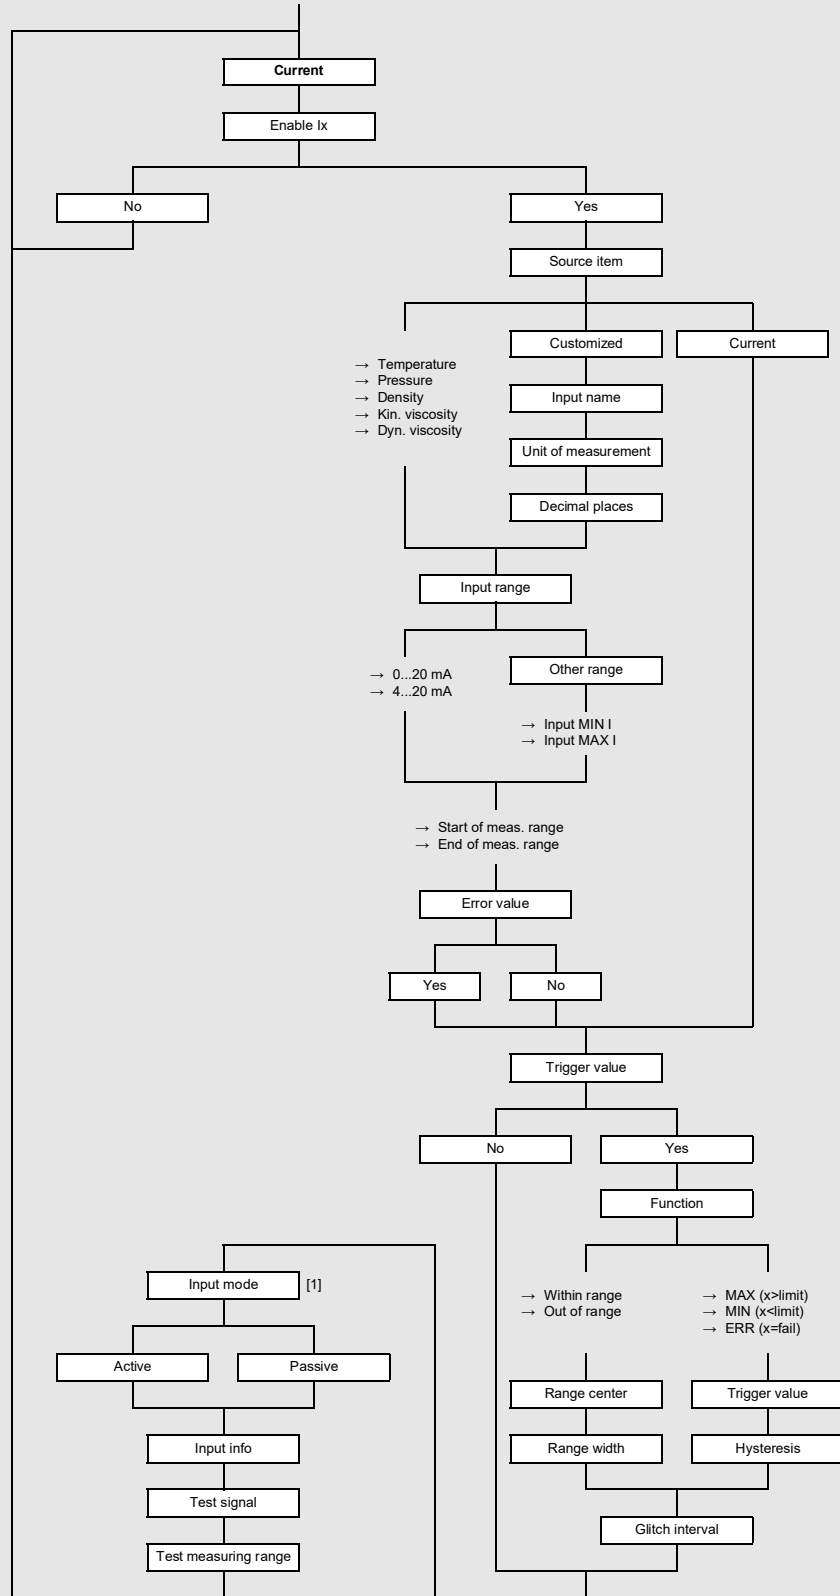 Current
Enable Ix
No
Yes
Source item
Customized
Current
→ Temperature
→ Pressure
→ Density
→ Kin. viscosity
→ Dyn. viscosity
Input name
Unit of measurement
Decimal places
Input range
→ 0...20 mA
→ 4...20 mA
Other range
→ Input MIN I
→ Input MAX I
→ Start of meas. range
→ End of meas. range
Error value
Yes
No
Trigger value
No
Yes
Function
→ Within range
→ Out of range
→ MAX (x>limit)
→ MIN (x<limit)
→ ERR (x=fail)
Range center
Trigger value
Range width
Hysteresis
Glitch interval
Input mode [1]
Active
Passive
Input info
Test signal
Test measuring range